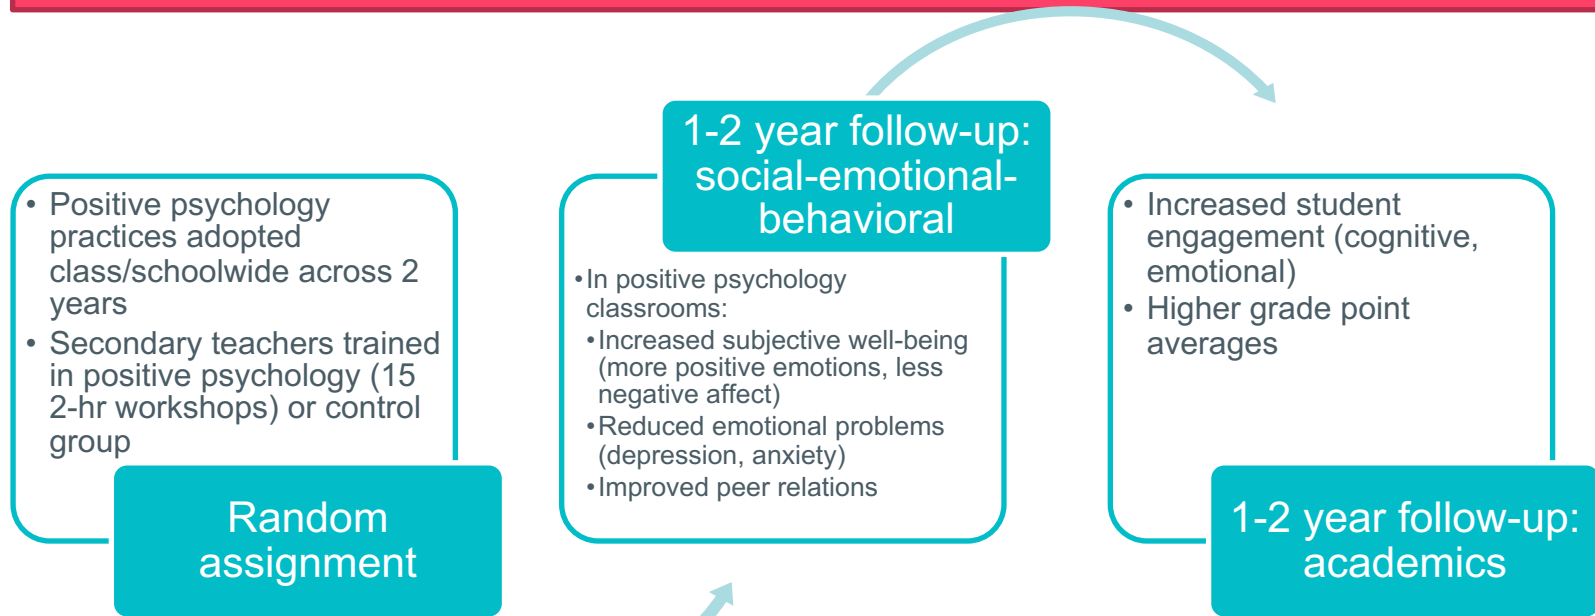 • Positive psychology
practices adopted
class/schoolwide across 2
years
• Secondary teachers trained
in positive psychology (15
2-hr workshops) or control
group
Random
assignment
1-2 year follow-up:
social-emotional-
behavioral
•In positive psychology
classrooms:
•Increased subjective well-being
(more positive emotions, less
negative affect)
•Reduced emotional problems
(depression, anxiety)
•Improved peer relations
• Increased student
engagement (cognitive,
emotional)
• Higher grade point
averages
1-2 year follow-up:
academics